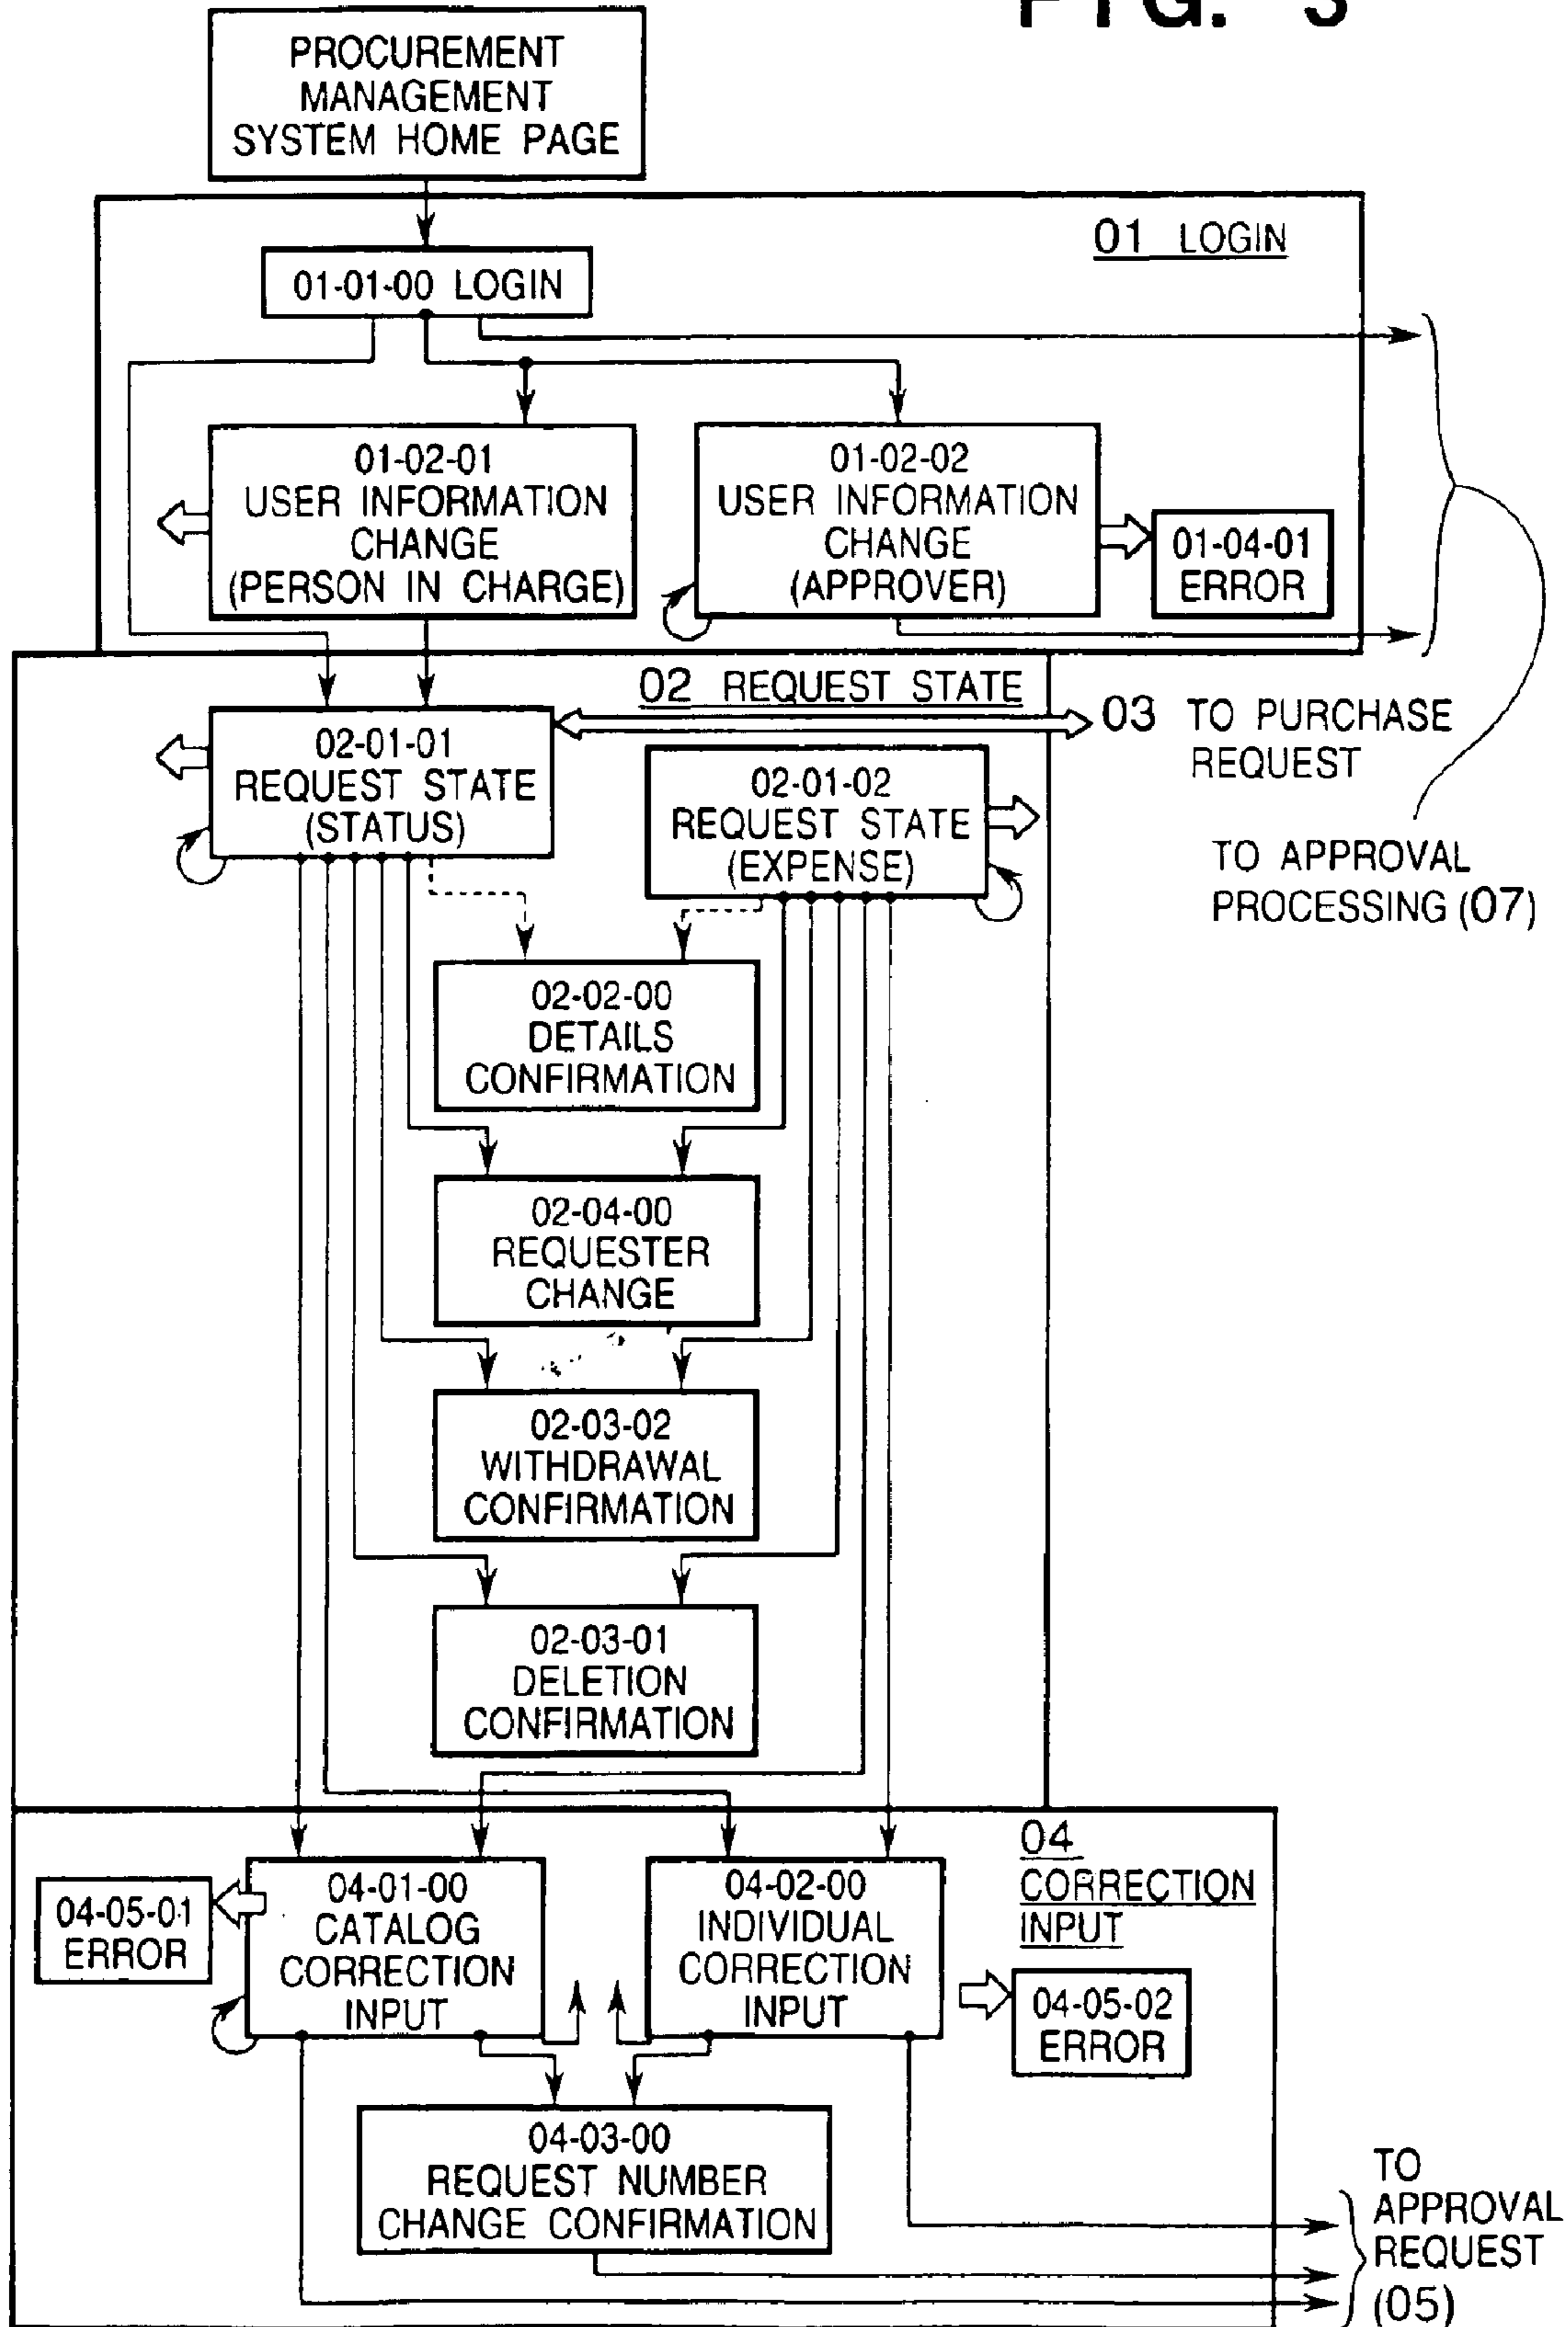 FIG. 3
PROCUREMENT
MANAGEMENT
SYSTEM HOME PAGE
01 LOGIN
01-01-00 LOGIN
01-02-01
USER INFORMATION
CHANGE
(PERSON IN CHARGE)
01-02-02
USER INFORMATION
CHANGE
(APPROVER)
01-04-01
ERROR
02 REQUEST STATE
03 TO PURCHASE
REQUEST
02-01-01
REQUEST STATE
(STATUS)
02-01-02
REQUEST STATE
(EXPENSE)
TO APPROVAL
PROCESSING (07)
02-02-00
DETAILS
CONFIRMATION
02-04-00
REQUESTER
CHANGE
02-03-02
WITHDRAWAL
CONFIRMATION
02-03-01
DELETION
CONFIRMATION
04
CORRECTION
INPUT
04-05-01
ERROR
04-01-00
CATALOG
CORRECTION
INPUT
04-02-00
INDIVIDUAL
CORRECTION
INPUT
04-05-02
ERROR
04-03-00
REQUEST NUMBER
CHANGE CONFIRMATION
TO
APPROVAL
REQUEST
(05)